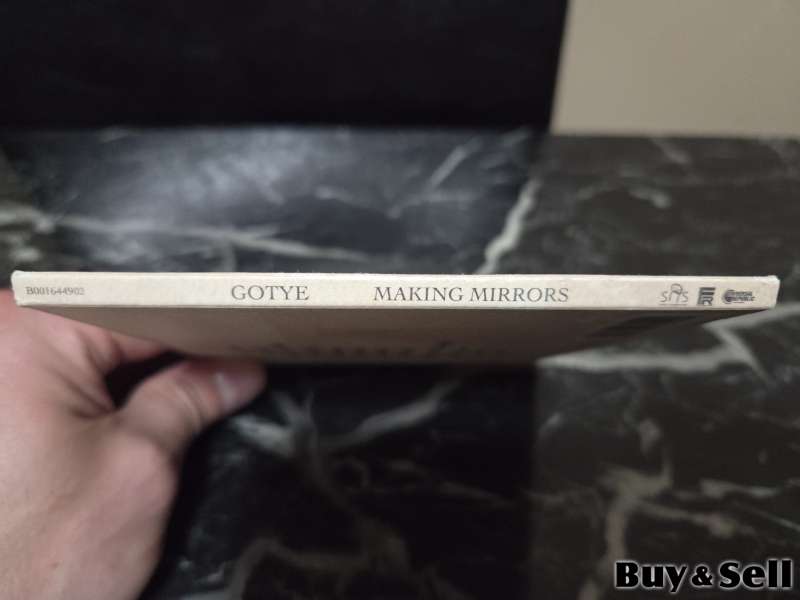 B001644902 GOTYE MAKING MIRRORS
Buy & Sell